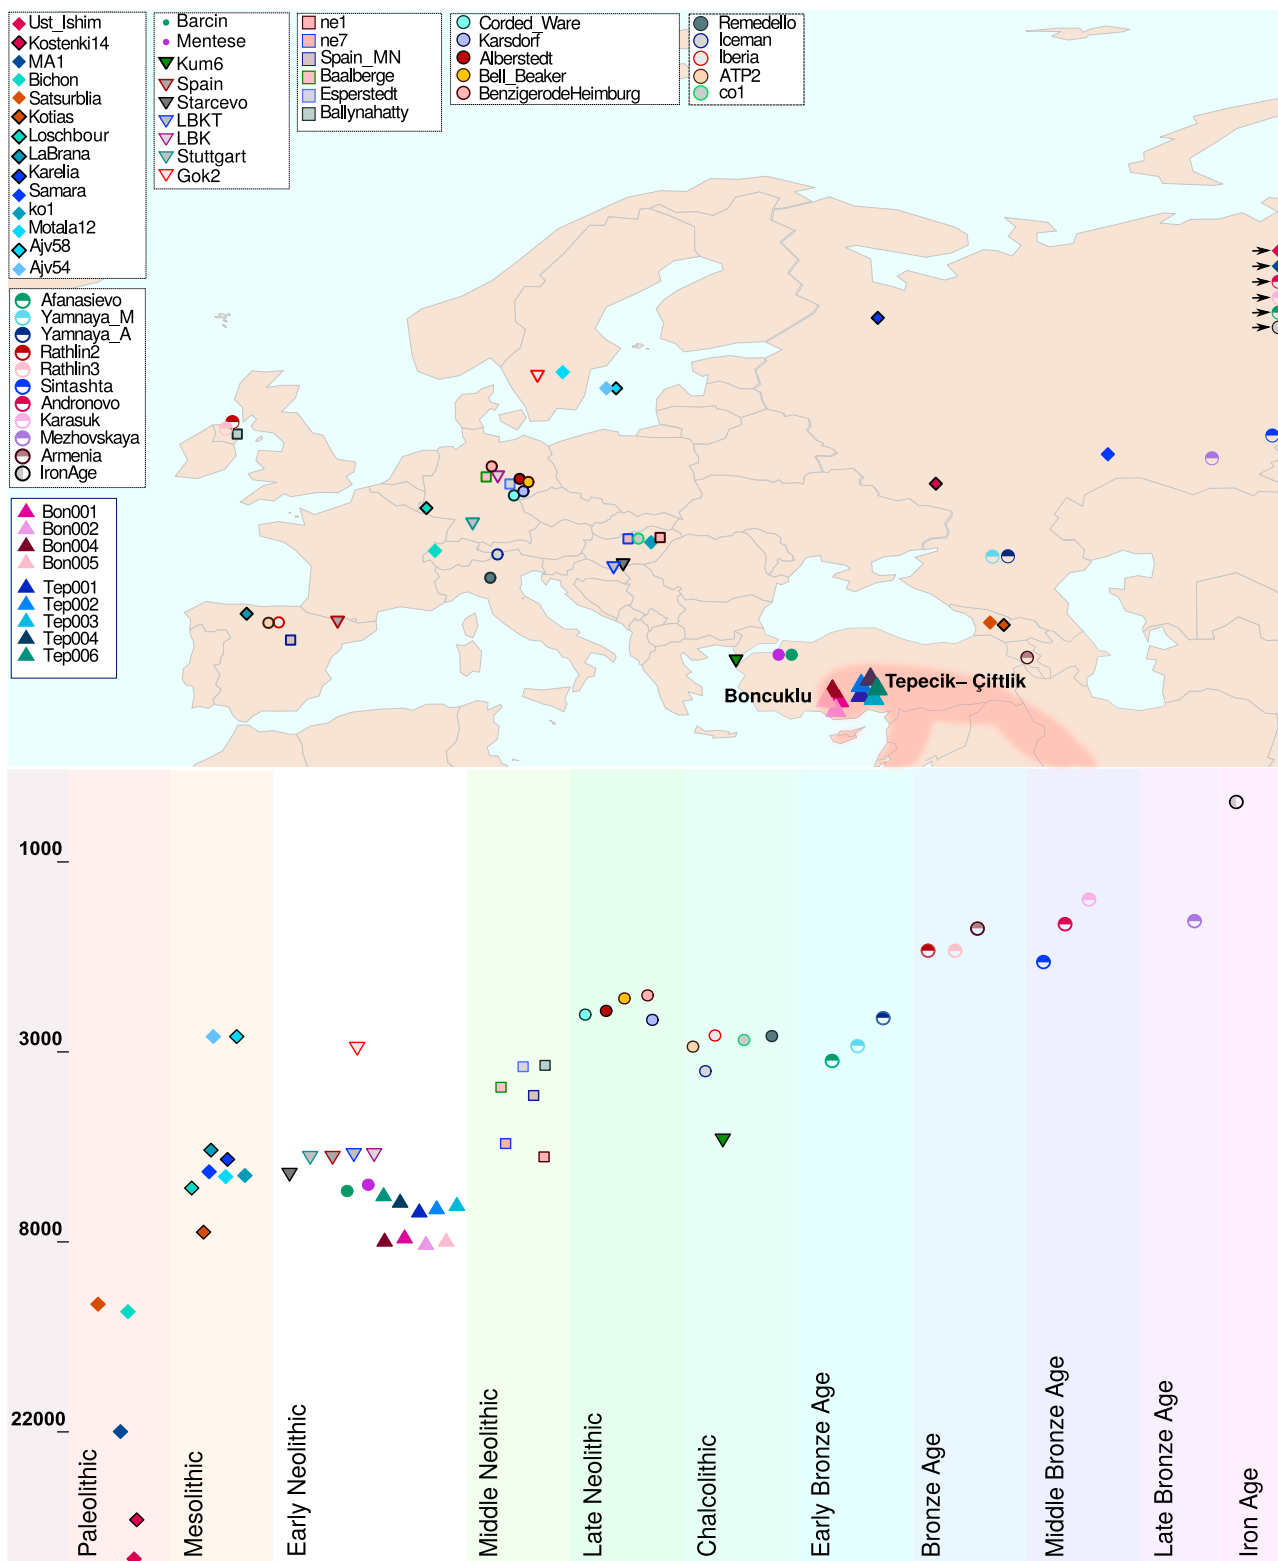 Ust_Ishim
Kostenki14
MA1
Bichon
Satsurblia
Kotias
Loschbour
LaBrana
Karelia
Samara
ko1
Motala12
Ajv58
Ajv54
Barcin
Mentese
Kum6
Spain
Starcevo
LBKT
LBK
Stuttgart
Gok2
ne1
ne7
Spain_MN
Baalberge
Esperstedt
Ballynahatty
Corded_Ware
Karsdorf
Alberstedt
Bell_Beaker
BenzigerodeHeimburg
Remedello
Iceman
Iberia
ATP2
co1
Afanasievo
Yamnaya_M
Yamnaya_A
Rathlin2
Rathlin3
Sintashta
Andronovo
Karasuk
Mezhovskaya
Armenia
IronAge
Bon001
Bon002
Bon004
Bon005
Tep001
Tep002
Tep003
Tep004
Tep006
Boncuklu
Tepecik– Çiftlik
1000
3000
8000
22000
Paleolithic
Mesolithic
Early Neolithic
Middle Neolithic
Late Neolithic
Chalcolithic
Early Bronze Age
Bronze Age
Middle Bronze Age
Late Bronze Age
Iron Age